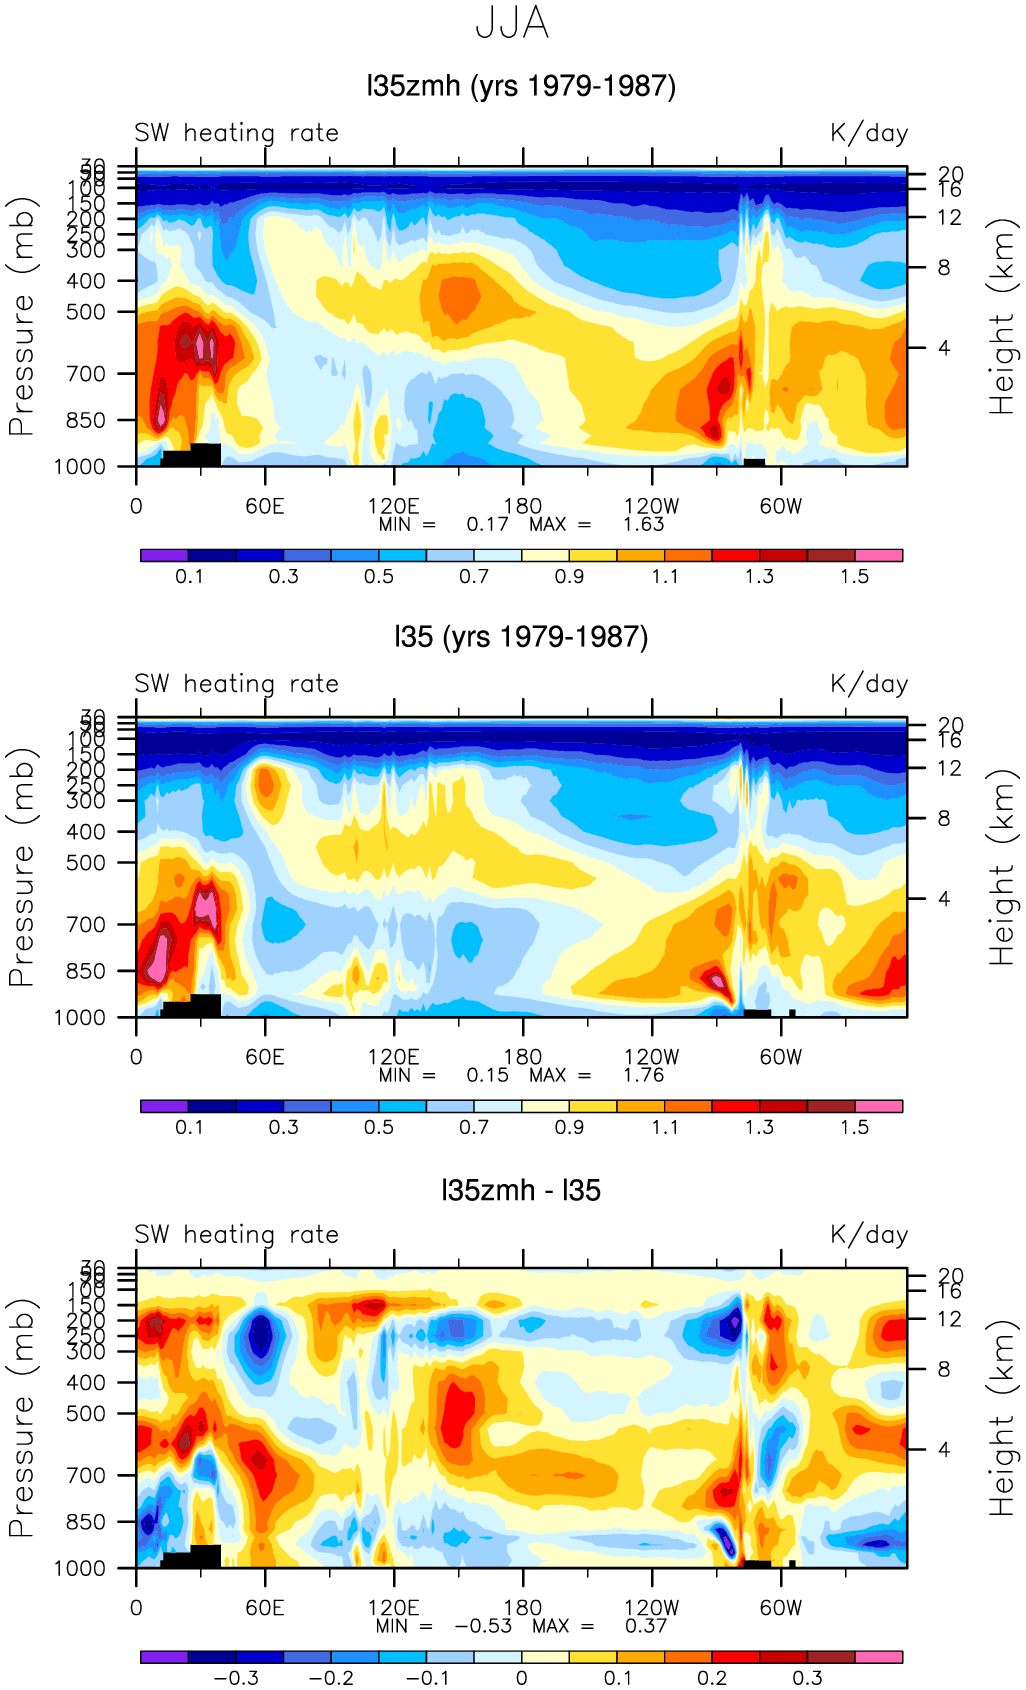 JJA
l35zmh (yrs 1979-1987)
SW heating rate K/day
Pressure (mb)
30
100
150
200
250
300
400
500
700
850
1000
20
16
12
8
4
Height (km)
0 60E 120E 180 120W 60W
MIN = 0.17 MAX = 1.63
0.1 0.3 0.5 0.7 0.9 1.1 1.3 1.5
l35 (yrs 1979-1987)
SW heating rate K/day
Pressure (mb)
30
100
150
200
250
300
400
500
700
850
1000
20
16
12
8
4
Height (km)
0 60E 120E 180 120W 60W
MIN = 0.15 MAX = 1.76
0.1 0.3 0.5 0.7 0.9 1.1 1.3 1.5
l35zmh - l35
SW heating rate K/day
Pressure (mb)
30
100
150
200
250
300
400
500
700
850
1000
20
16
12
8
4
Height (km)
0 60E 120E 180 120W 60W
MIN = -0.53 MAX = 0.37
-0.3 -0.2 -0.1 0 0.1 0.2 0.3